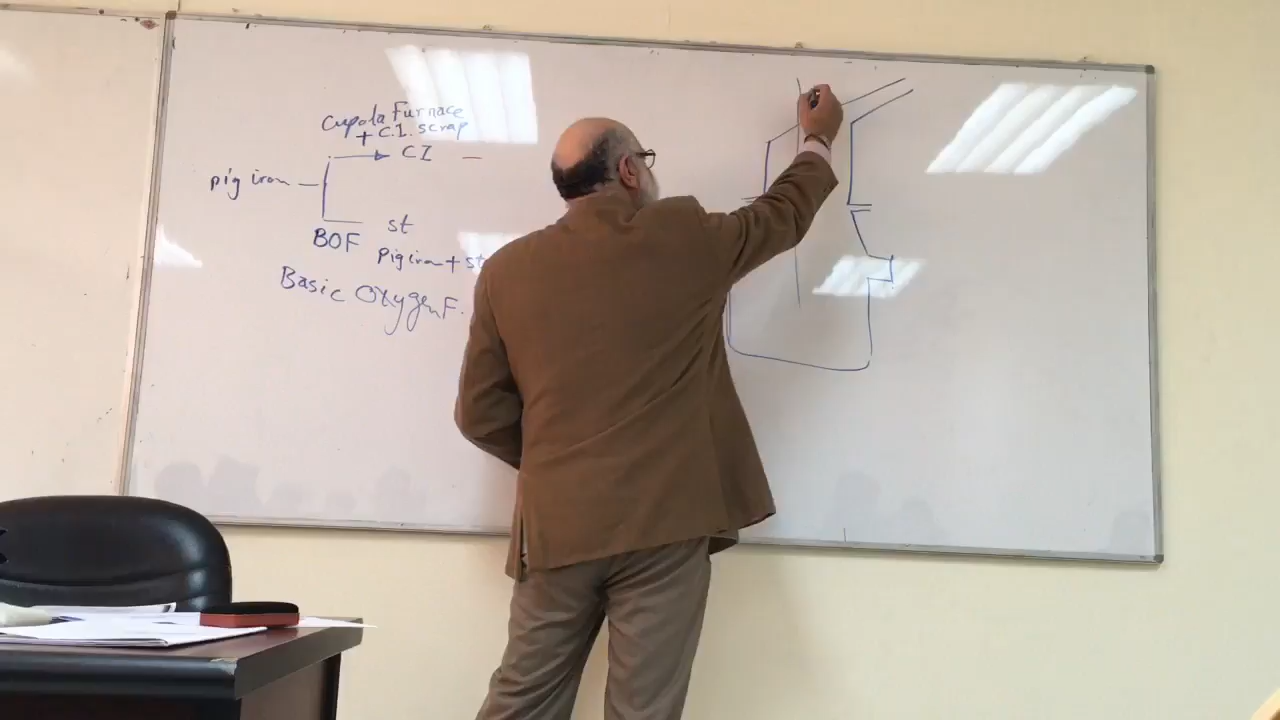 Cupola Furnace
+ C.I. scrap
pig iron → CI
st
BOF
pig iron + st
Basic Oxygen F.